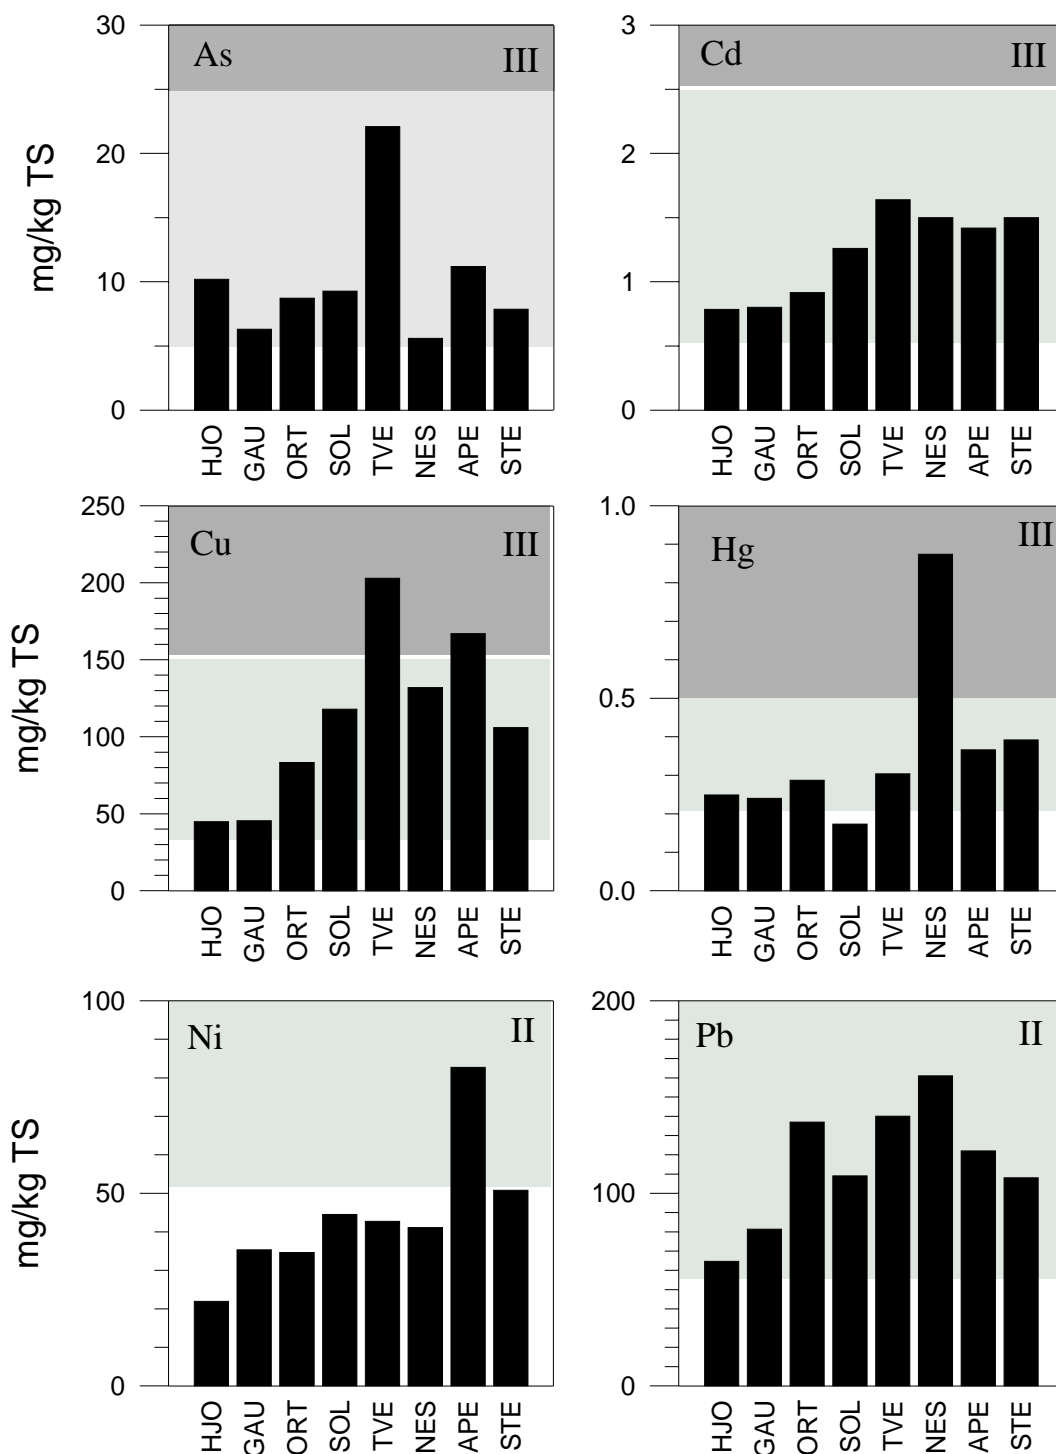 30
20
10
0
mg/kg TS
As
III
HJO GAU ORT SOL TVE NES APE STE
3
2
1
0
Cd
III
HJO GAU ORT SOL TVE NES APE STE
250
200
150
100
50
0
mg/kg TS
Cu
III
HJO GAU ORT SOL TVE NES APE STE
1.0
0.5
0.0
Hg
III
HJO GAU ORT SOL TVE NES APE STE
100
50
0
mg/kg TS
Ni
II
HJO GAU ORT SOL TVE NES APE STE
200
100
0
Pb
II
HJO GAU ORT SOL TVE NES APE STE